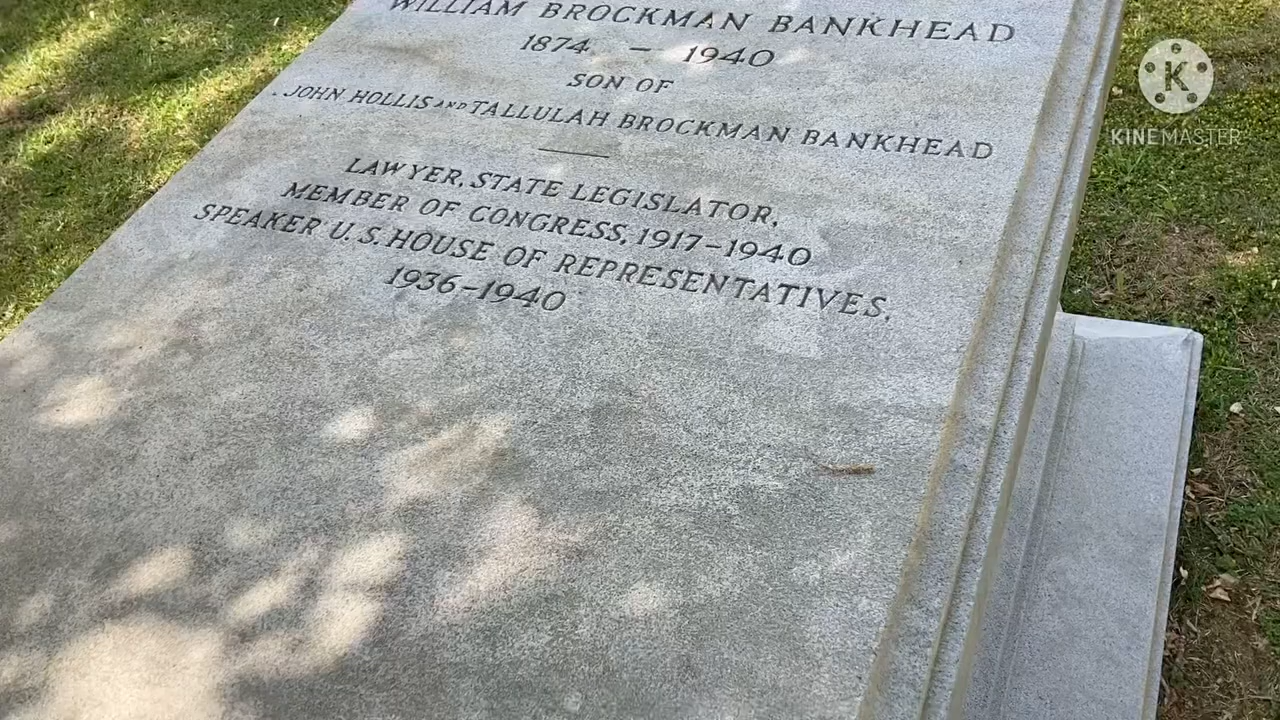 WILLIAM BROCKMAN BANKHEAD
1874 – 1940
SON OF
JOHN HOLLIS AND TALLULAH BROCKMAN BANKHEAD
LAWYER, STATE LEGISLATOR,
MEMBER OF CONGRESS, 1917–1940
SPEAKER U. S. HOUSE OF REPRESENTATIVES,
1936–1940
K
KINEMASTER